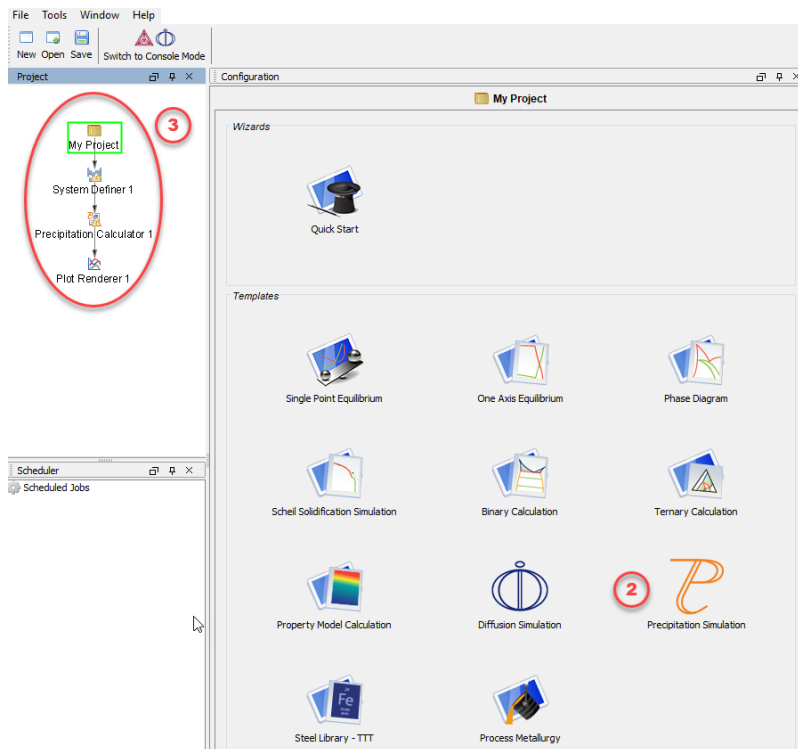 File Tools Window Help
New Open Save Switch to Console Mode
Project
Configuration
My Project
3
My Project
System Definer 1
Precipitation Calculator 1
Plot Renderer 1
Wizards
Quick Start
Templates
Single Point Equilibrium One Axis Equilibrium Phase Diagram
Scheil Solidification Simulation Binary Calculation Ternary Calculation
2
Property Model Calculation Diffusion Simulation Precipitation Simulation
Fe
Steel Library - TTT Process Metallurgy
Scheduler
Scheduled Jobs